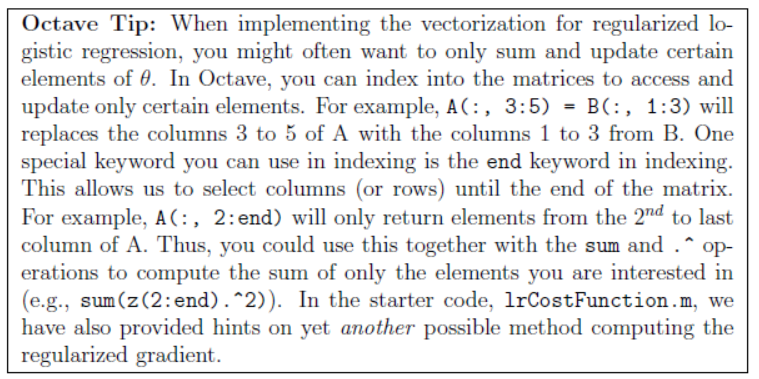 Octave Tip: When implementing the vectorization for regularized lo-
gistic regression, you might often want to only sum and update certain
elements of θ. In Octave, you can index into the matrices to access and
update only certain elements. For example, A(:, 3:5) = B(:, 1:3) will
replaces the columns 3 to 5 of A with the columns 1 to 3 from B. One
special keyword you can use in indexing is the end keyword in indexing.
This allows us to select columns (or rows) until the end of the matrix.
For example, A(:, 2:end) will only return elements from the 2nd to last
column of A. Thus, you could use this together with the sum and .^ op-
erations to compute the sum of only the elements you are interested in
(e.g., sum(z(2:end).^2)). In the starter code, lrCostFunction.m, we
have also provided hints on yet another possible method computing the
regularized gradient.